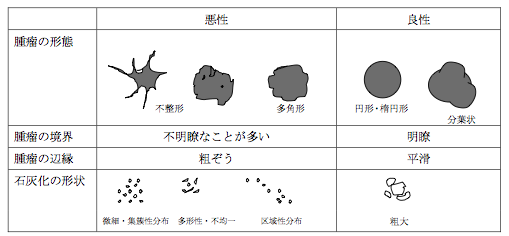 悪性 良性
腫瘤の形態
不整形 多角形 円形・楕円形 分葉状
腫瘤の境界 不明瞭なことが多い 明瞭
腫瘤の辺縁 粗ぞう 平滑
石灰化の形状
微細・集簇性分布 多形性・不均一 区域性分布 粗大